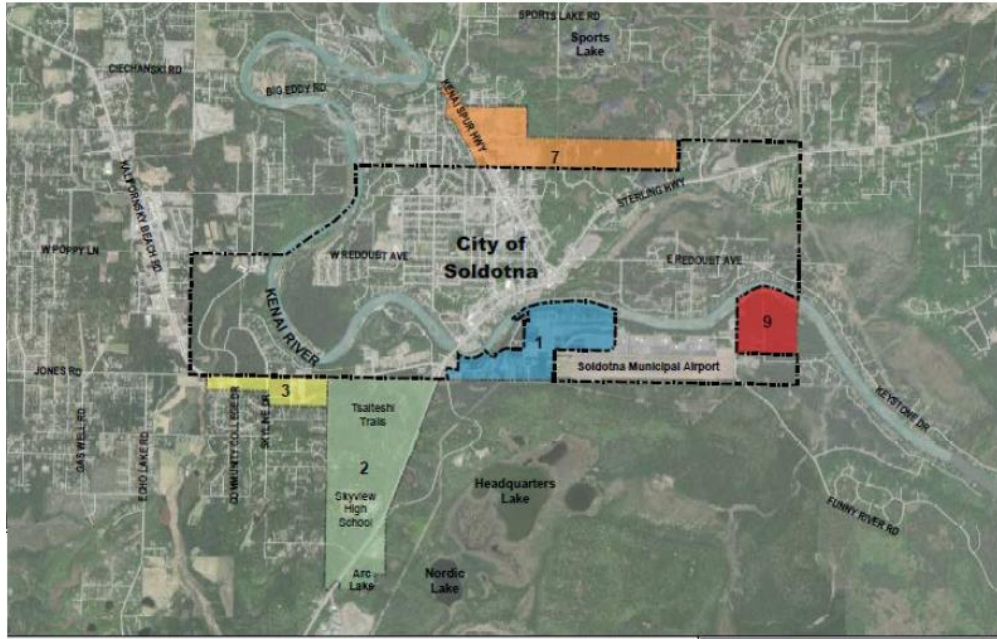 SPORTS LAKE RD
Sports
Lake
CIECHANSKI RD
BIG EDDY RD
KENAI SPUR HWY
7
KALIFORNSKY BEACH RD
STERLING HWY
W POPPY LN
City of
Soldotna
W REDOUBT AVE
E REDOUBT AVE
KENAI RIVER
9
1
Soldotna Municipal Airport
JONES RD
3
KEYSTONE DR
Tsalteshi
Trails
GAS WELL RD
ECHO LAKE RD
COMMUNITY COLLEGE DR
SKYLINE DR
2
Headquarters
Lake
Skyview
High
School
FUNNY RIVER RD
Arc
Lake
Nordic
Lake